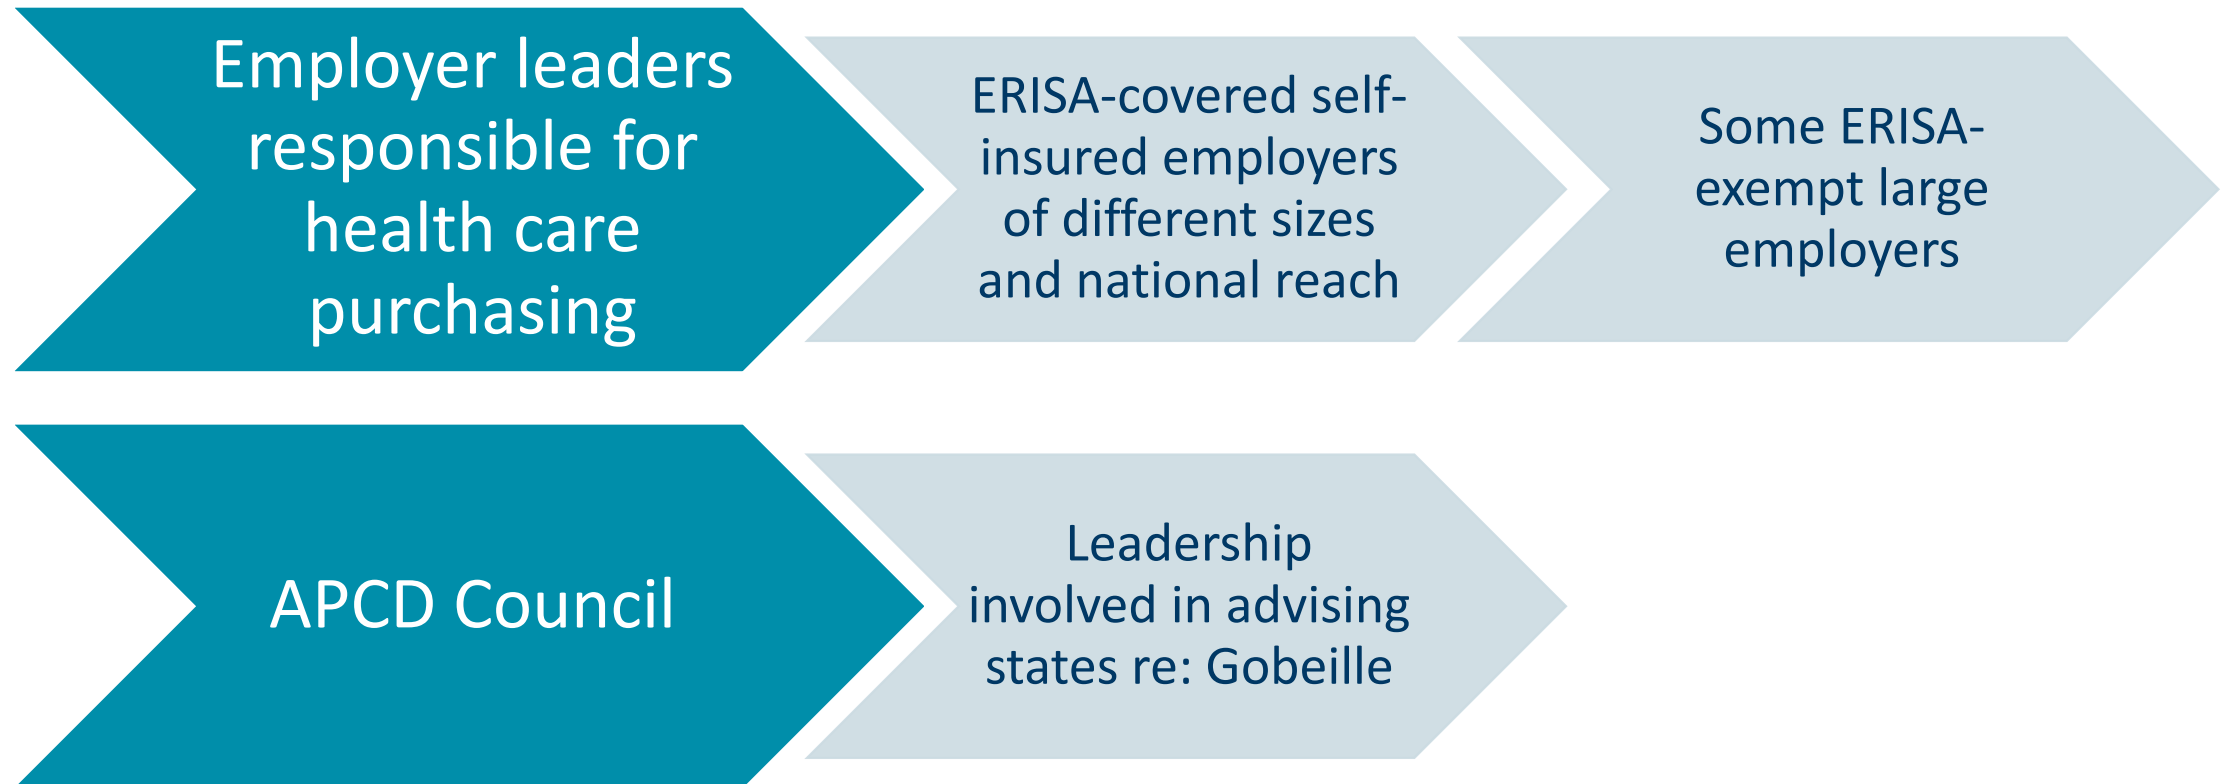 Employer leaders
responsible for
health care
purchasing
ERISA-covered self-
insured employers
of different sizes
and national reach
Some ERISA-
exempt large
employers
APCD Council
Leadership
involved in advising
states re: Gobeille